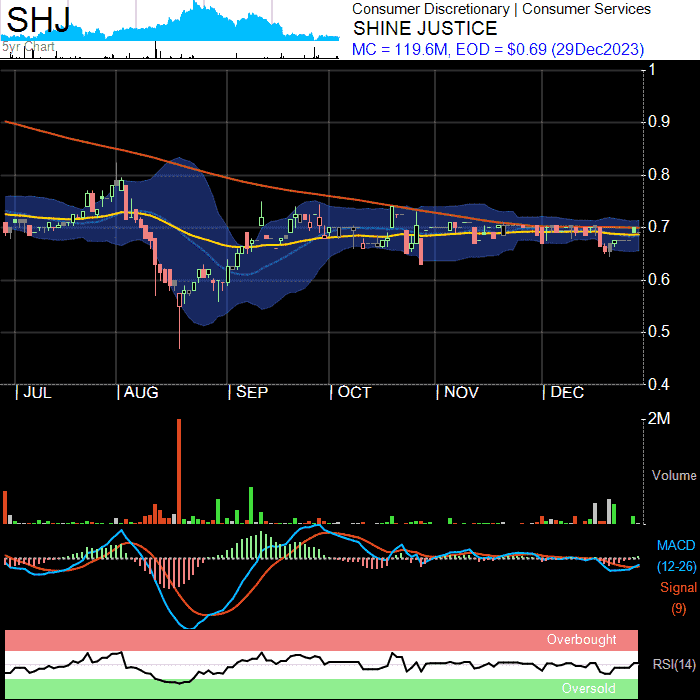 SHJ
5yr Chart
Consumer Discretionary | Consumer Services
SHINE JUSTICE
MC = 119.6M, EOD = $0.69 (29Dec2023)
1
0.9
0.8
0.7
0.6
0.5
0.4
JUL AUG SEP OCT NOV DEC
2M
Volume
MACD
(12-26)
Signal
(9)
Overbought
RSI(14)
Oversold